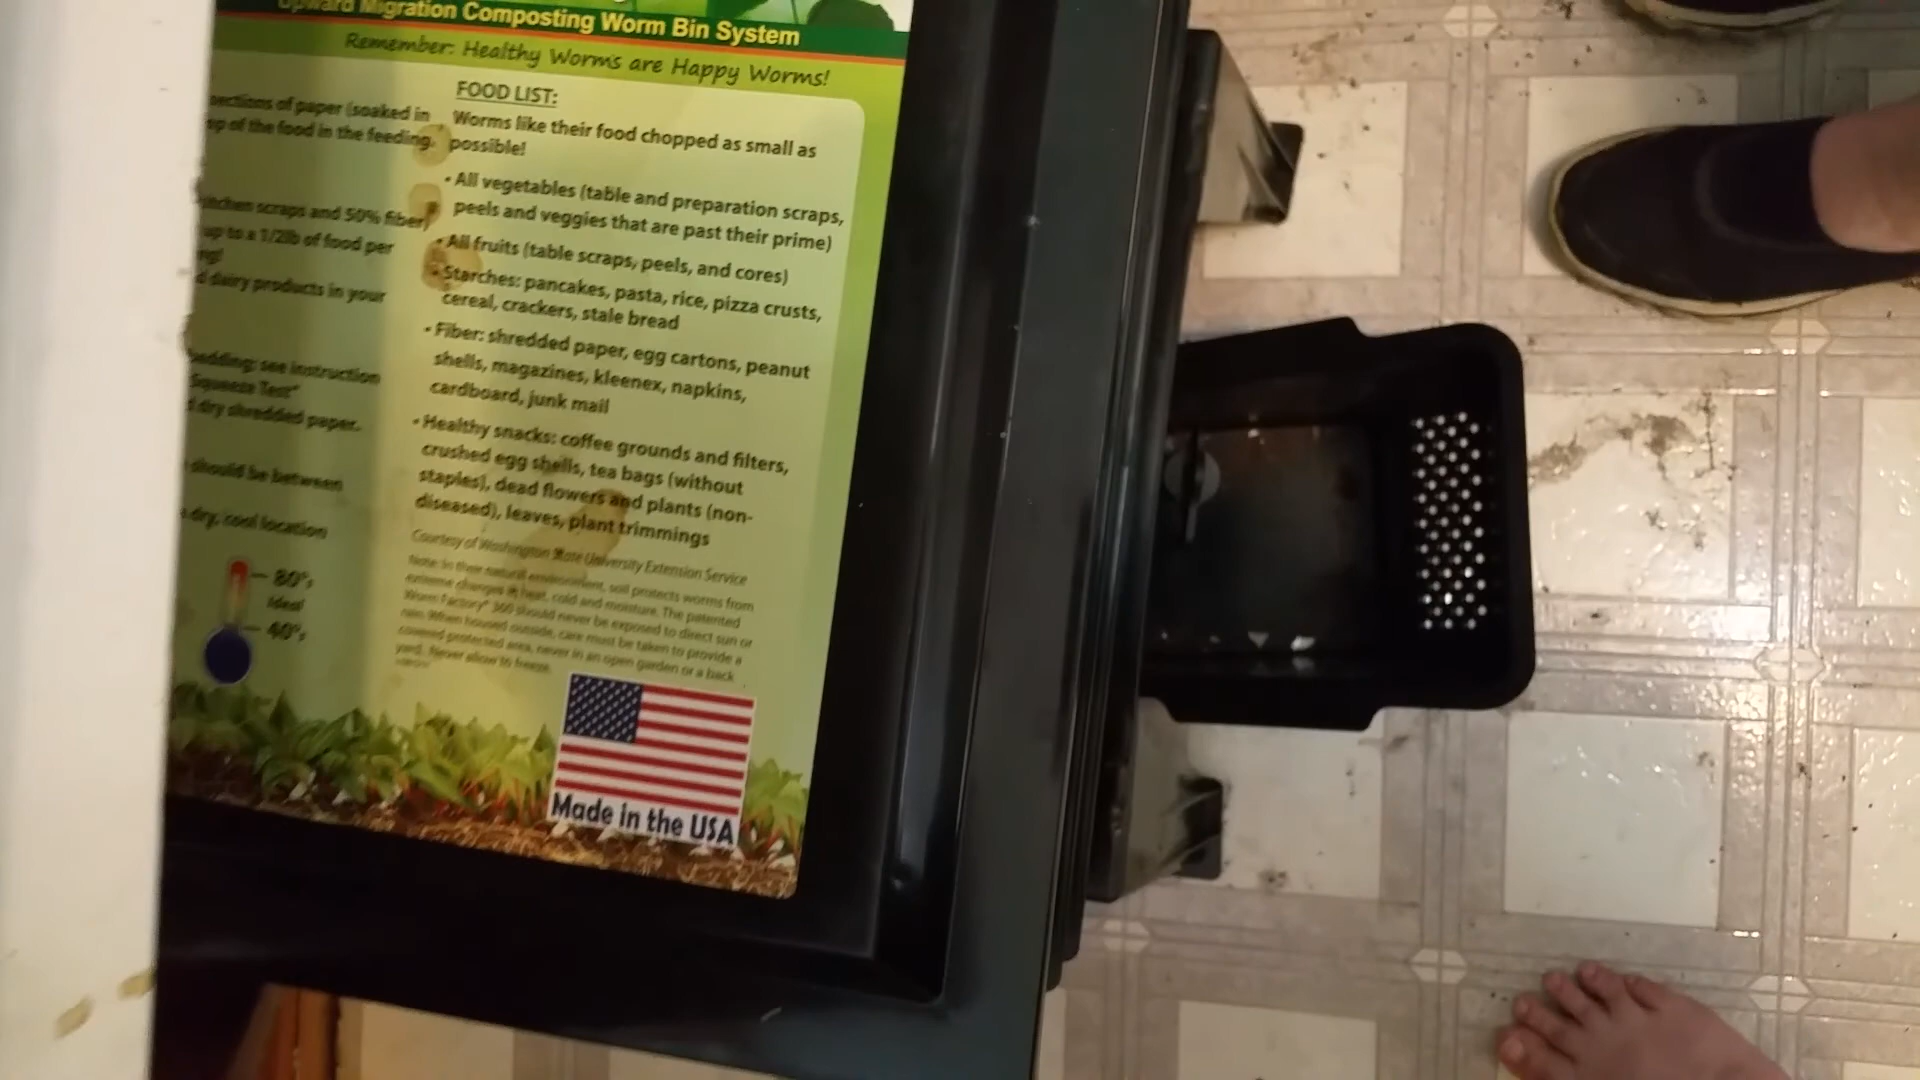 Upward Migration Composting Worm Bin System
Remember: Healthy Worms are Happy Worms!
sections of paper (soaked in
top of the food in the feeding.
kitchen scraps and 50% fiber)
up to a 1/2lb of food per
dairy products in your
bedding: see instruction
Squeeze Test"
dry shredded paper.
should be between
dry, cool location
80°s
Ideal
40°s
FOOD LIST:
Worms like their food chopped as small as
possible!
• All vegetables (table and preparation scraps,
peels and veggies that are past their prime)
• All fruits (table scraps, peels, and cores)
• Starches: pancakes, pasta, rice, pizza crusts,
cereal, crackers, stale bread
• Fiber: shredded paper, egg cartons, peanut
shells, magazines, kleenex, napkins,
cardboard, junk mail
• Healthy snacks: coffee grounds and filters,
crushed egg shells, tea bags (without
staples), dead flowers and plants (non-
diseased), leaves, plant trimmings
Courtesy of Washington State University Extension Service
Note: In their natural environment, soil protects worms from
extreme changes in heat, cold and moisture. The patented
Worm Factory® 360 should never be exposed to direct sun or
rain. When housed outside, care must be taken to provide a
covered protected area, never in an open garden or a back
yard. Never allow to freeze.
Made in the USA